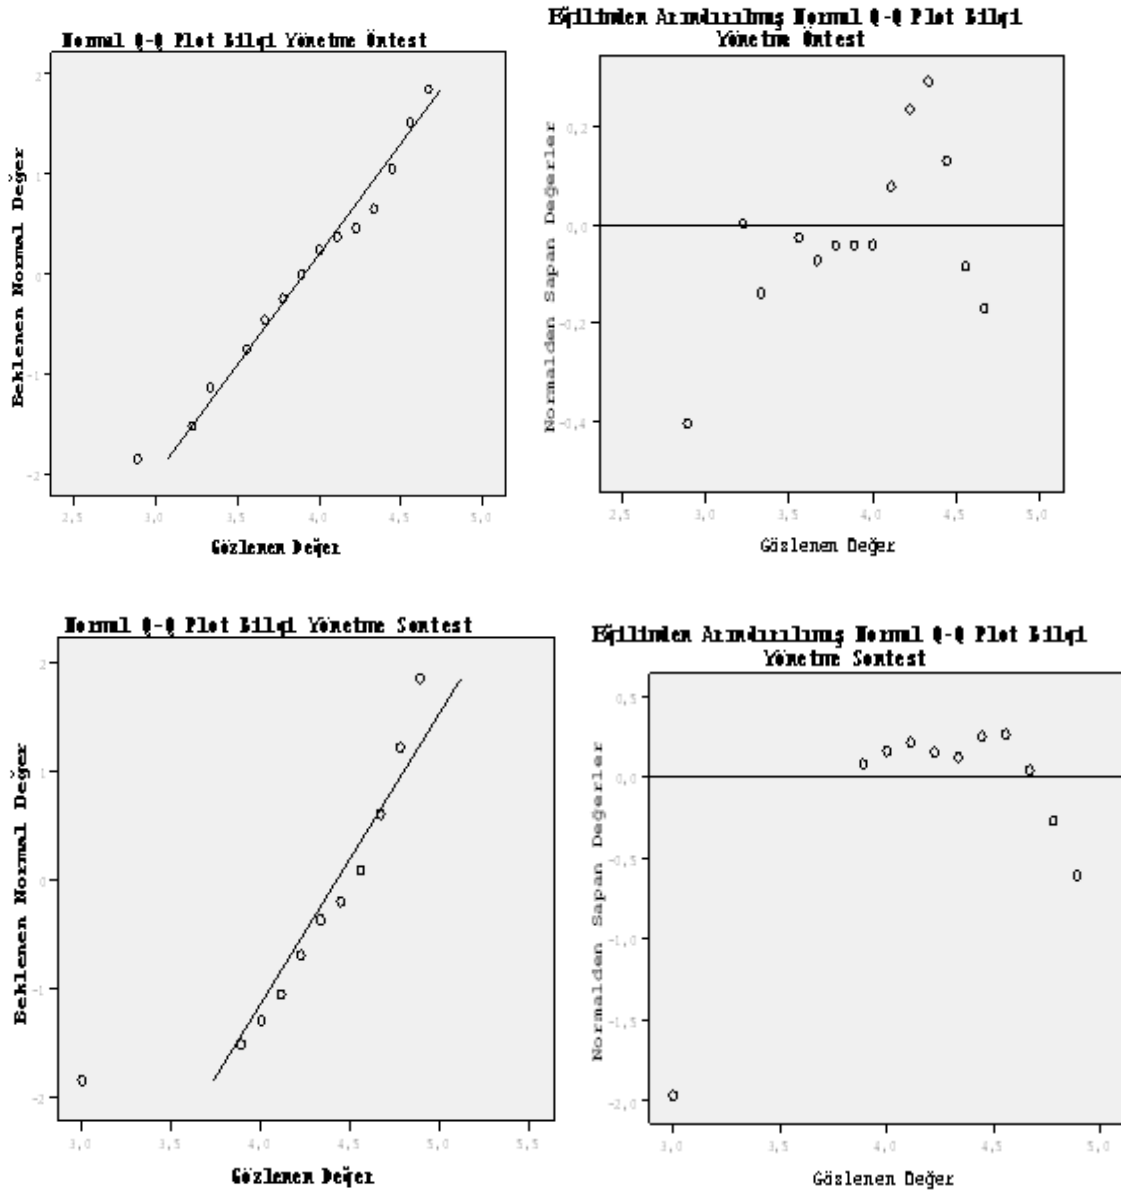 Normal Q-Q Plot Bilgi Yönetme Öntest
Beklenen Normal Değer
2
1
0
-1
-2
2,5 3,0 3,5 4,0 4,5 5,0
Gözlenen Değer
Eğilimden Arındırılmış Normal Q-Q Plot Bilgi
Yönetme Öntest
Normalden Sapan Değerler
0,2
0,0
-0,2
-0,4
2,5 3,0 3,5 4,0 4,5 5,0
Gözlenen Değer
Normal Q-Q Plot Bilgi Yönetme Sontest
Beklenen Normal Değer
2
1
0
-1
-2
3,0 3,5 4,0 4,5 5,0 5,5
Gözlenen Değer
Eğilimden Arındırılmış Normal Q-Q Plot Bilgi
Yönetme Sontest
Normalden Sapan Değerler
0,5
0,0
-0,5
-1,0
-1,5
-2,0
3,0 3,5 4,0 4,5 5,0
Gözlenen Değer